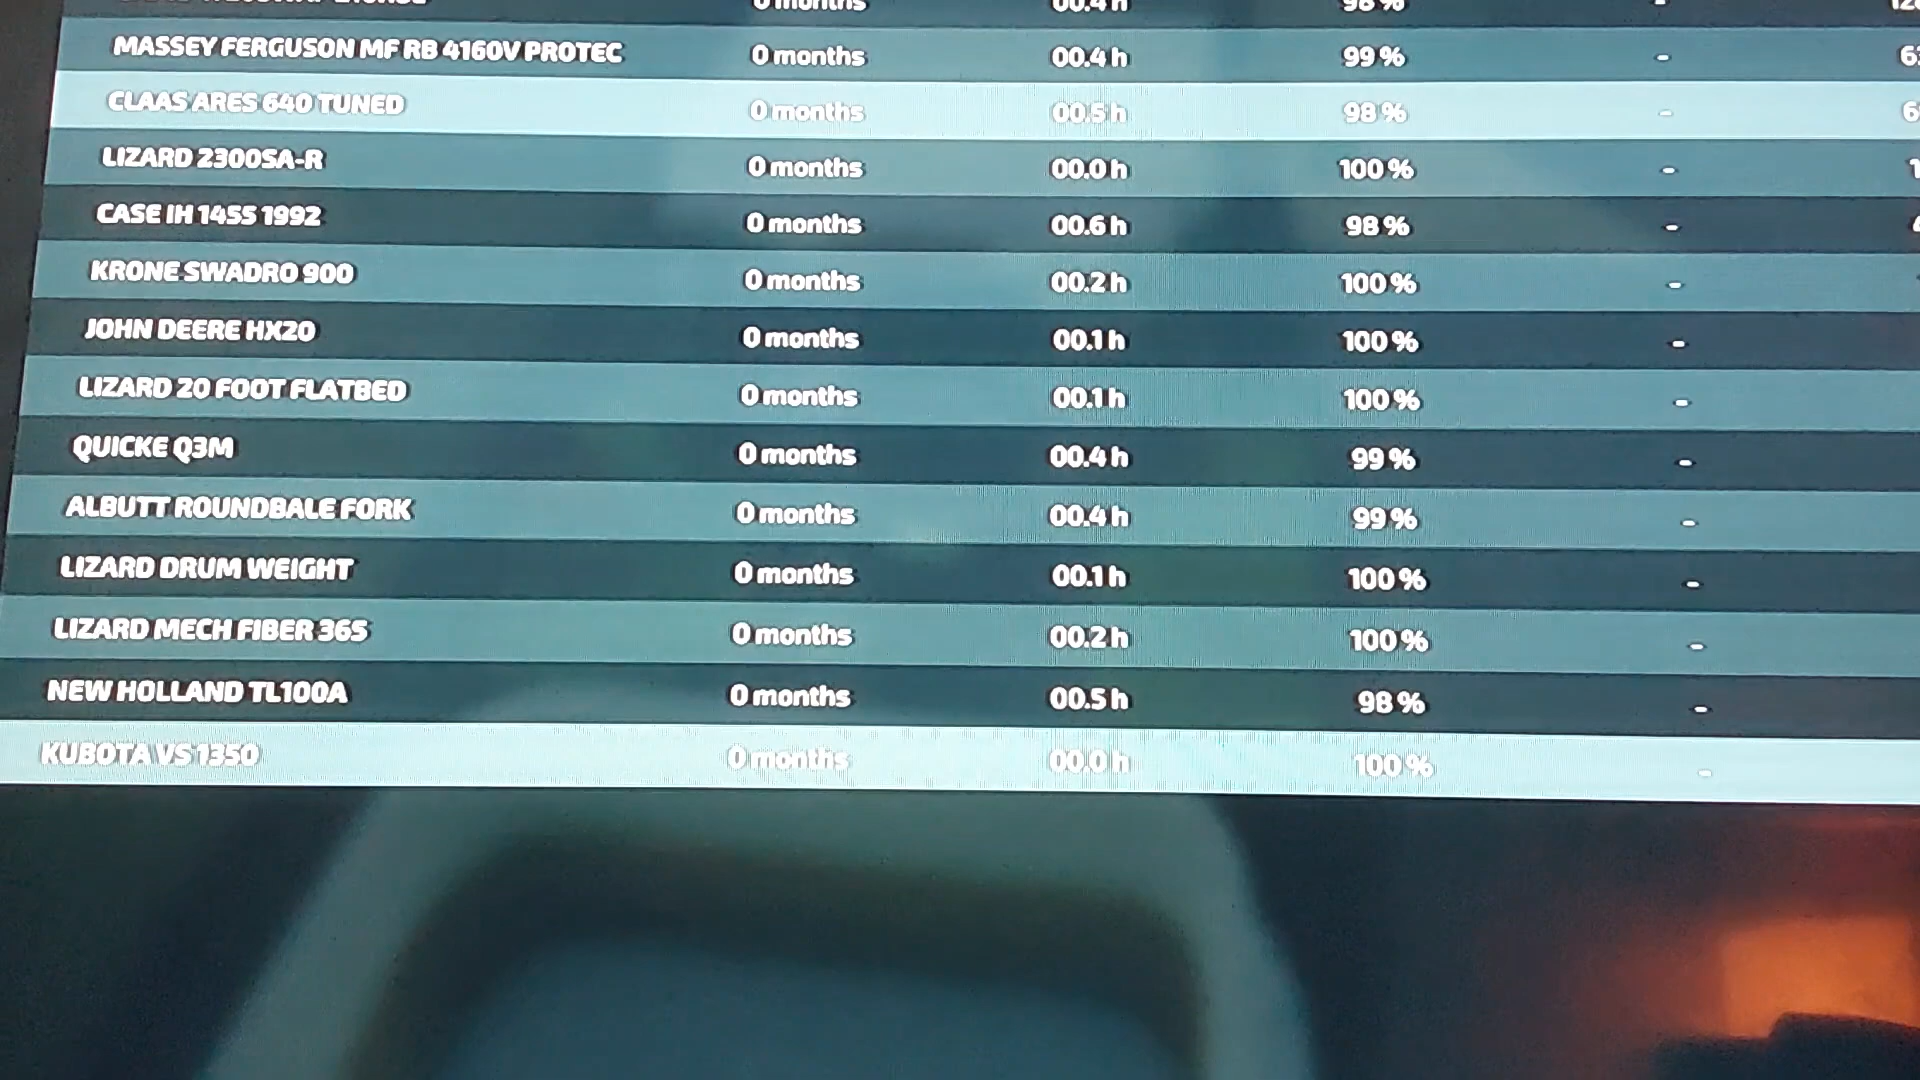 0 months 00.4 h 98 %
MASSEY FERGUSON MF RB 4160V PROTEC 0 months 00.4 h 99 % -
CLAAS ARES 640 TUNED 0 months 00.5 h 98 % -
LIZARD 2300SA-R 0 months 00.0 h 100 % -
CASE IH 1455 1992 0 months 00.6 h 98 % -
KRONE SWADRO 900 0 months 00.2 h 100 % -
JOHN DEERE HX20 0 months 00.1 h 100 % -
LIZARD 20 FOOT FLATBED 0 months 00.1 h 100 % -
QUICKE Q3M 0 months 00.4 h 99 % -
ALBUTT ROUNDBALE FORK 0 months 00.4 h 99 % -
LIZARD DRUM WEIGHT 0 months 00.1 h 100 % -
LIZARD MECH FIBER 365 0 months 00.2 h 100 % -
NEW HOLLAND TL100A 0 months 00.5 h 98 % -
KUBOTA VS 1350 0 months 00.0 h 100 % -